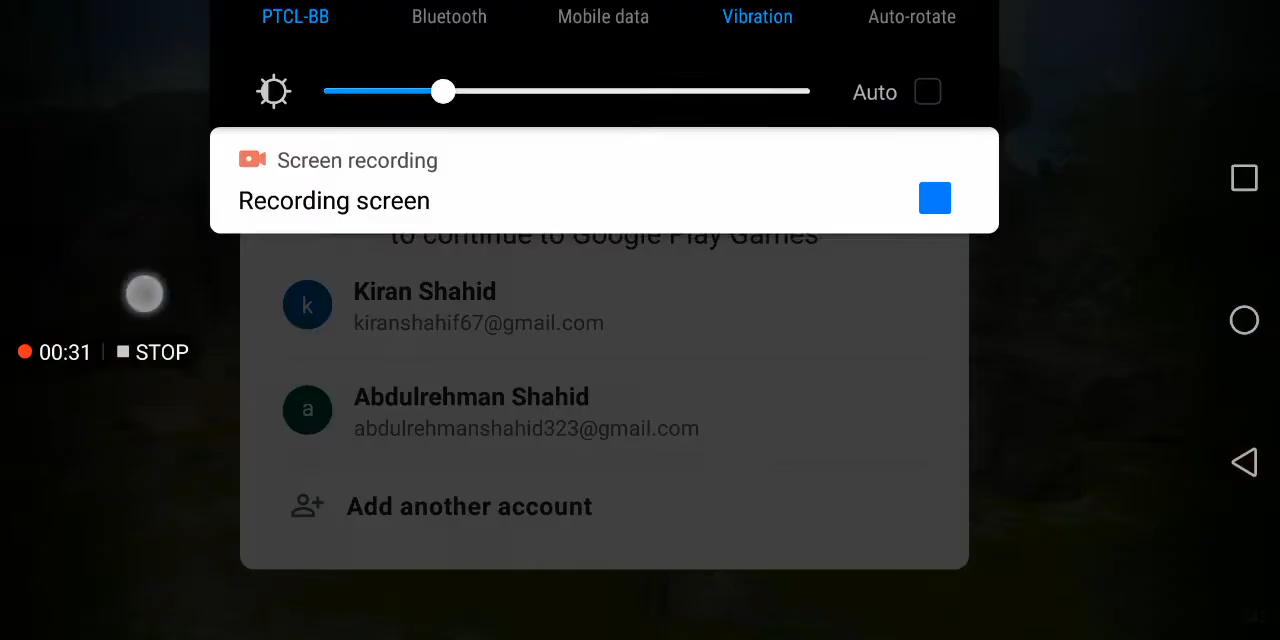 PTCL-BB Bluetooth Mobile data Vibration Auto-rotate
Auto
Screen recording
Recording screen
to continue to Google Play Games
k Kiran Shahid
kiranshahif67@gmail.com
00:31 STOP
a Abdulrehman Shahid
abdulrehmanshahid323@gmail.com
Add another account